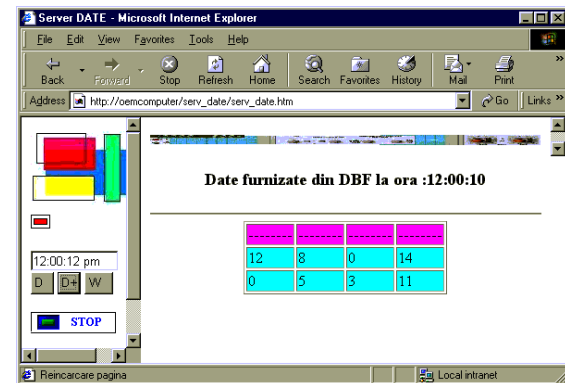 Server DATE - Microsoft Internet Explorer
File Edit View Favorites Tools Help
Back Forward Stop Refresh Home Search Favorites History Mail Print
Address http://oemcomputer/serv_date/serv_date.htm Go Links
Date furnizate din DBF la ora :12:00:10
-------- -------- -------- --------
12 8 0 14
0 5 3 11
12:00:12 pm
D D+ W
STOP
Reincarcare pagina Local intranet